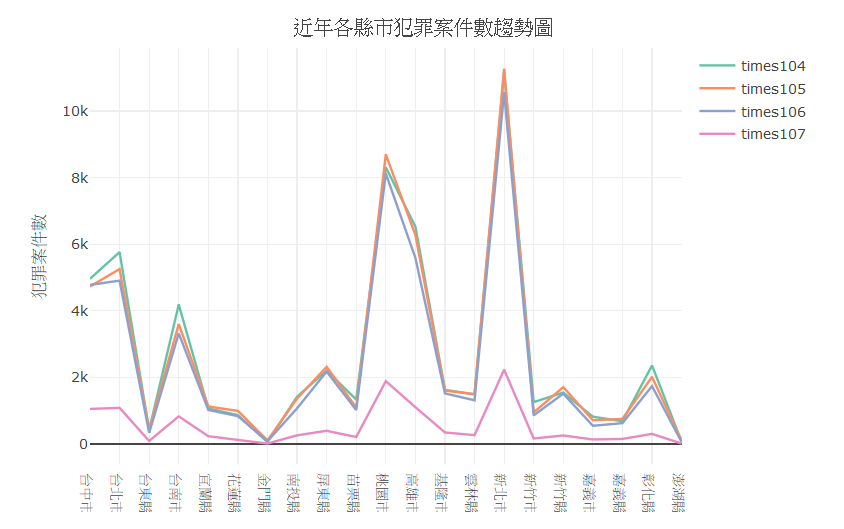 近年各縣市犯罪案件數趨勢圖
times104
times105
times106
times107
10k
8k
6k
4k
2k
0
犯罪案件數
台中市
台北市
台東縣
台南市
宜蘭縣
花蓮縣
金門縣
南投縣
屏東縣
苗栗縣
桃園市
高雄市
基隆市
雲林縣
新北市
新竹市
新竹縣
嘉義市
嘉義縣
彰化縣
澎湖縣